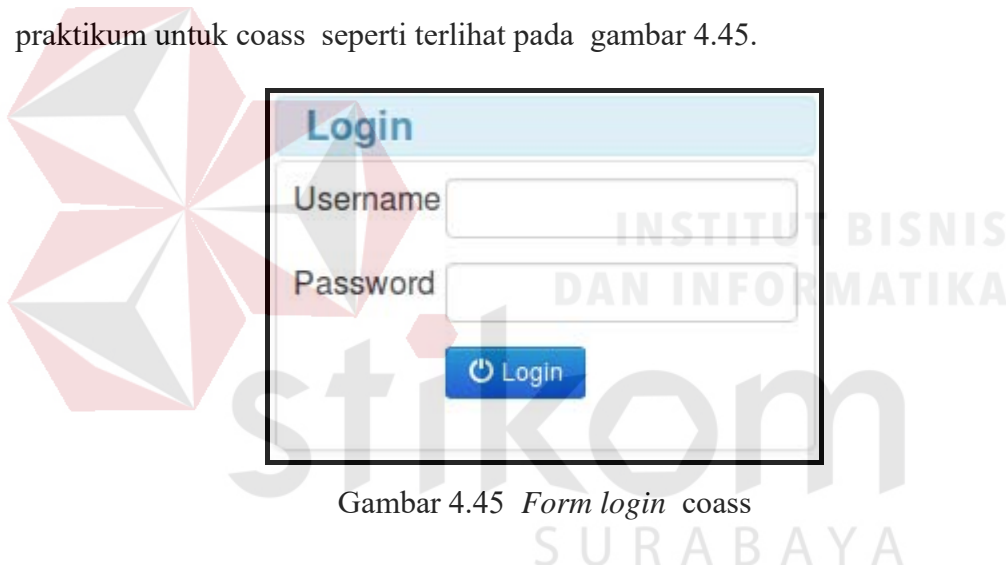 praktikum untuk coass seperti terlihat pada gambar 4.45.
Login
Username
INSTITUT BISNIS
Password
DAN INFORMATIKA
Login
stikom
Gambar 4.45 Form login coass
SURABAYA